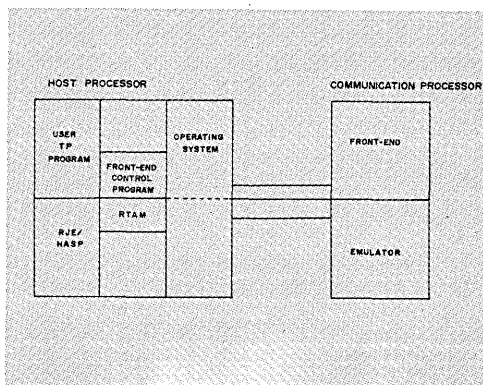 HOST PROCESSOR
COMMUNICATION PROCESSOR
USER
TP
PROGRAM
FRONT-END
CONTROL
PROGRAM
OPERATING
SYSTEM
FRONT-END
RJE/
HASP
RTAM
EMULATOR